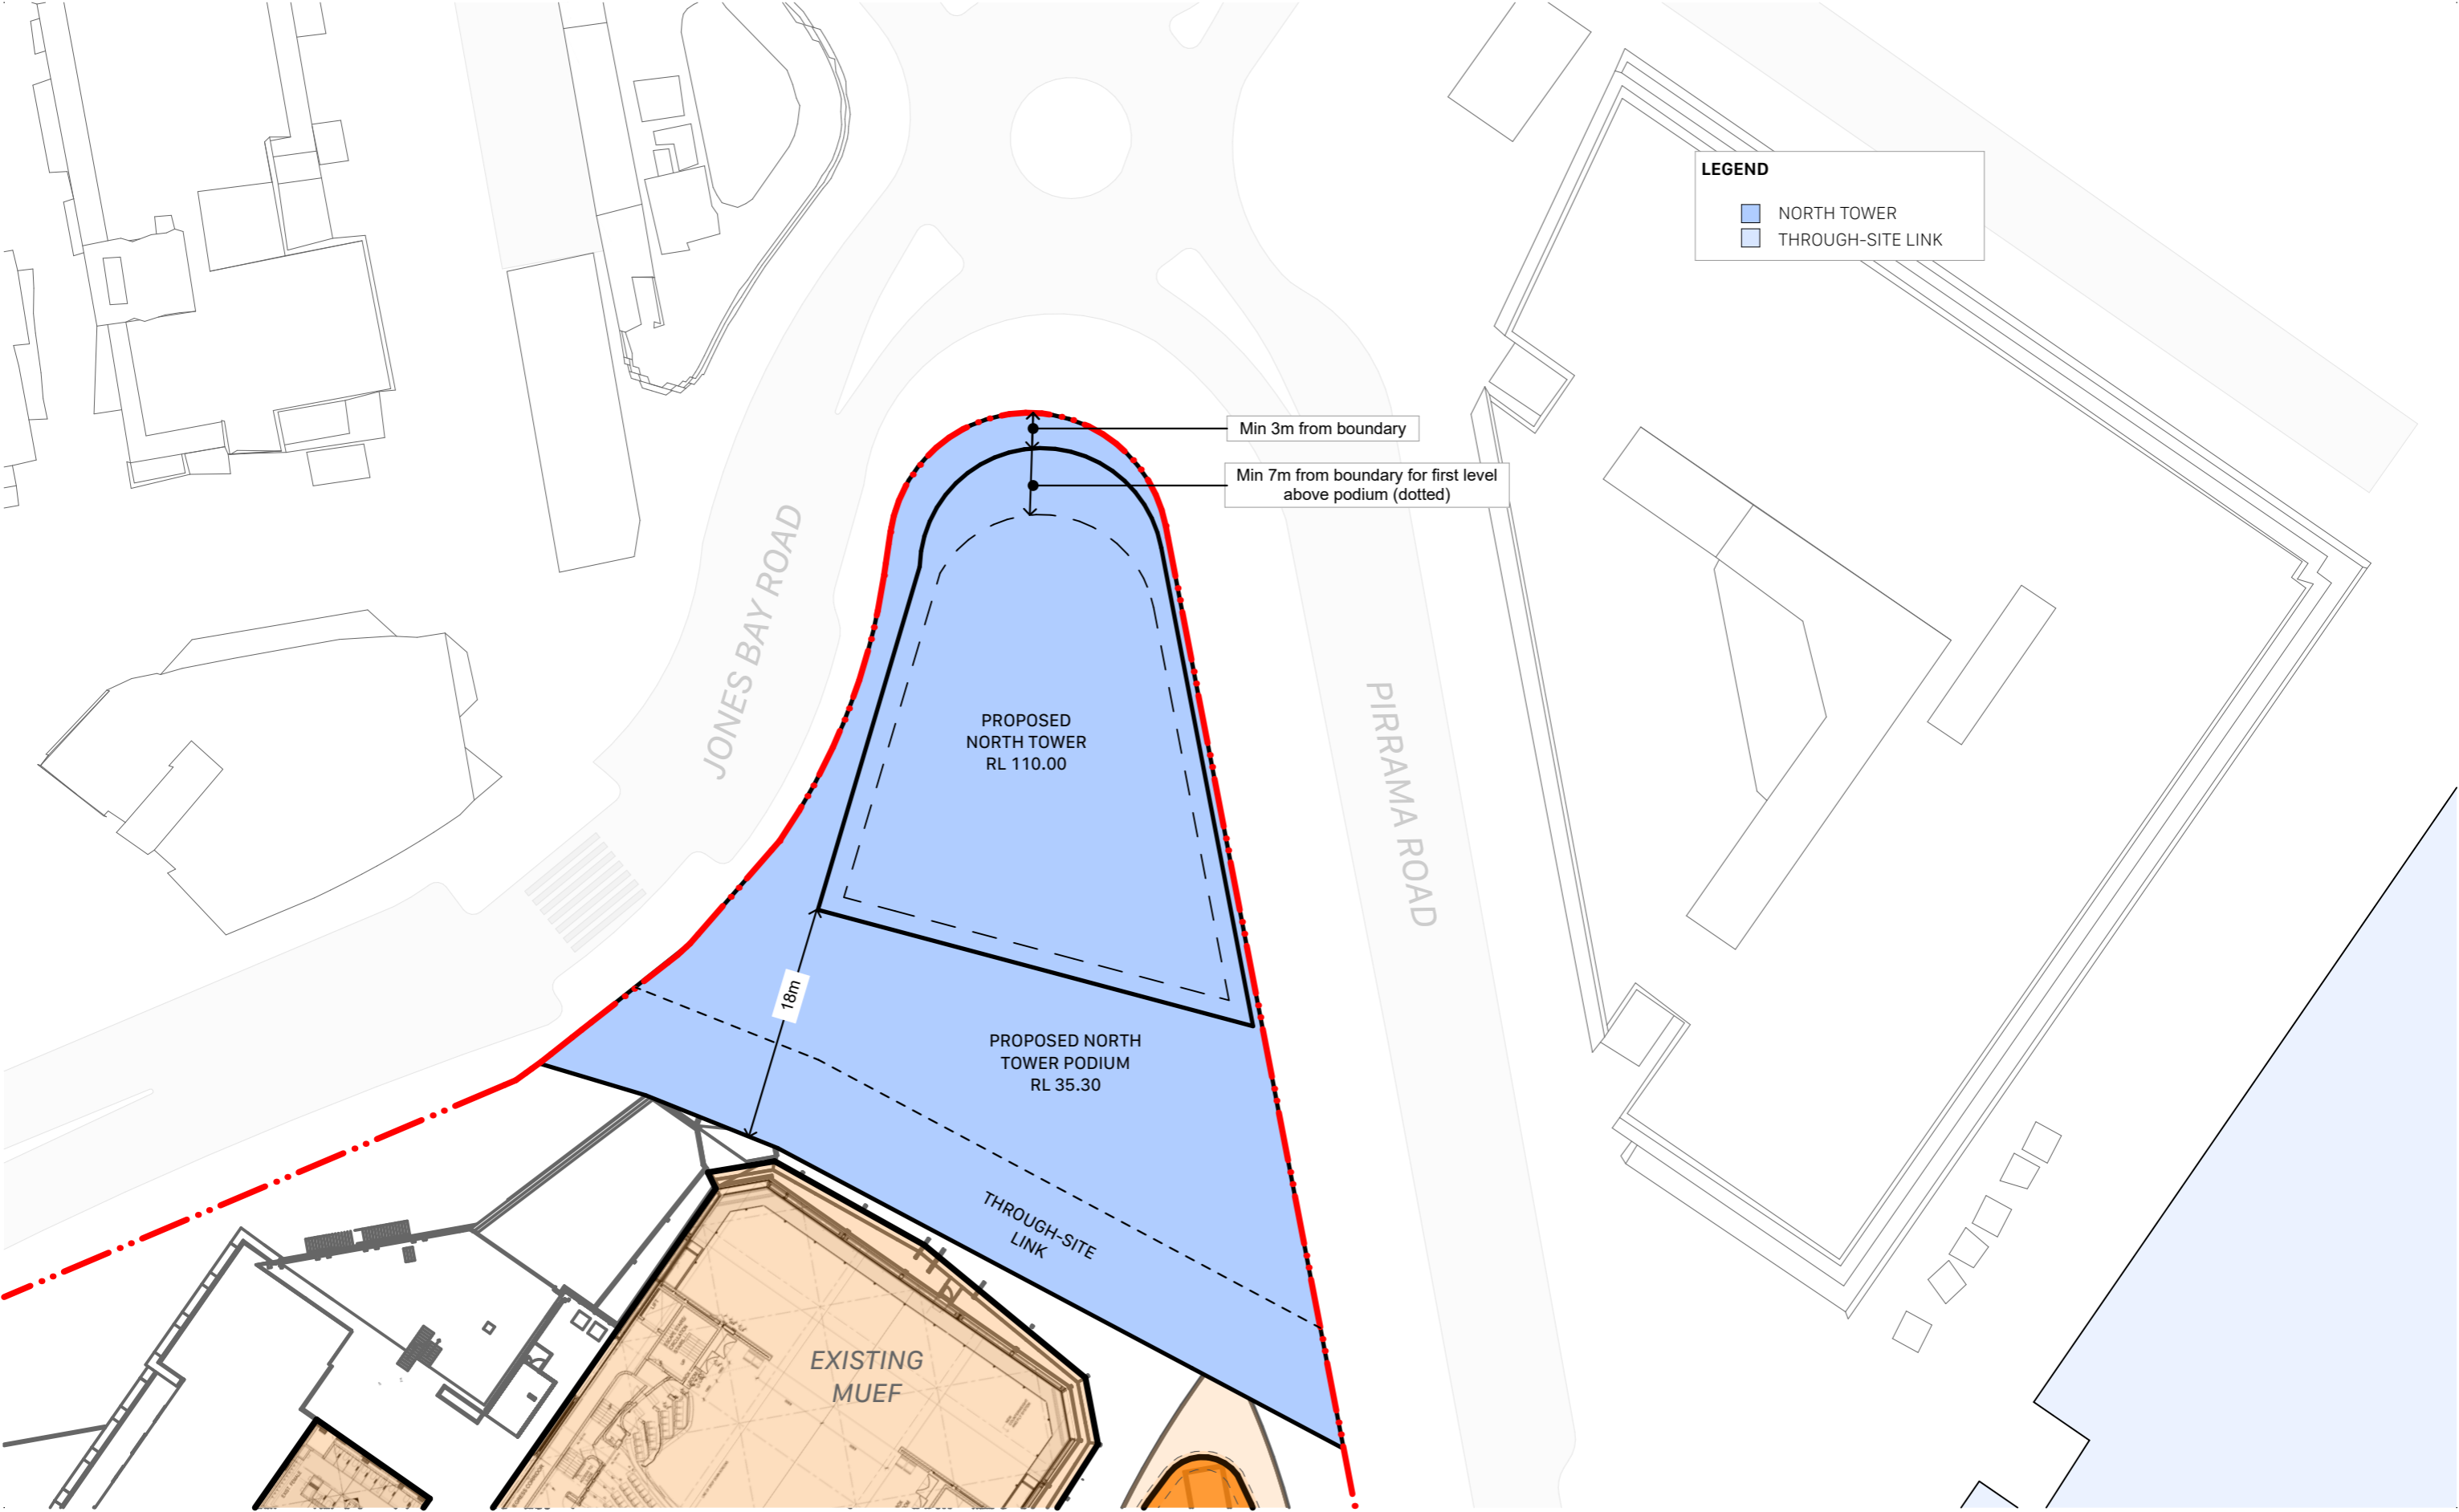 LEGEND
NORTH TOWER
THROUGH-SITE LINK
Min 3m from boundary
Min 7m from boundary for first level
above podium (dotted)
JONES BAY ROAD
PIRRAMA ROAD
PROPOSED
NORTH TOWER
RL 110.00
18m
PROPOSED NORTH
TOWER PODIUM
RL 35.30
THROUGH-SITE
LINK
EXISTING
MUEF